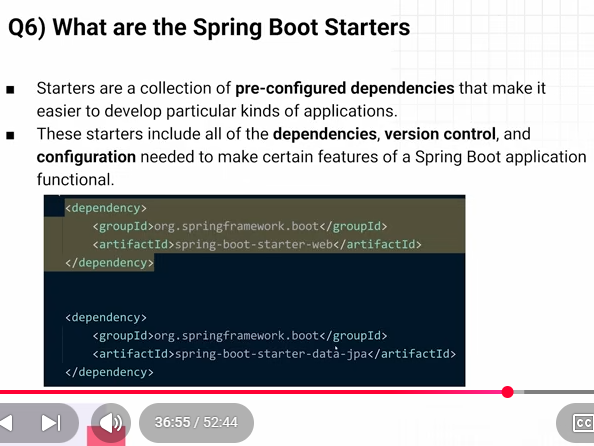 Q6) What are the Spring Boot Starters
■ Starters are a collection of pre-configured dependencies that make it
easier to develop particular kinds of applications.
■ These starters include all of the dependencies, version control, and
configuration needed to make certain features of a Spring Boot application
functional.
<dependency>
<groupId>org.springframework.boot</groupId>
<artifactId>spring-boot-starter-web</artifactId>
</dependency>
<dependency>
<groupId>org.springframework.boot</groupId>
<artifactId>spring-boot-starter-data-jpa</artifactId>
</dependency>
36:55 / 52:44
CC